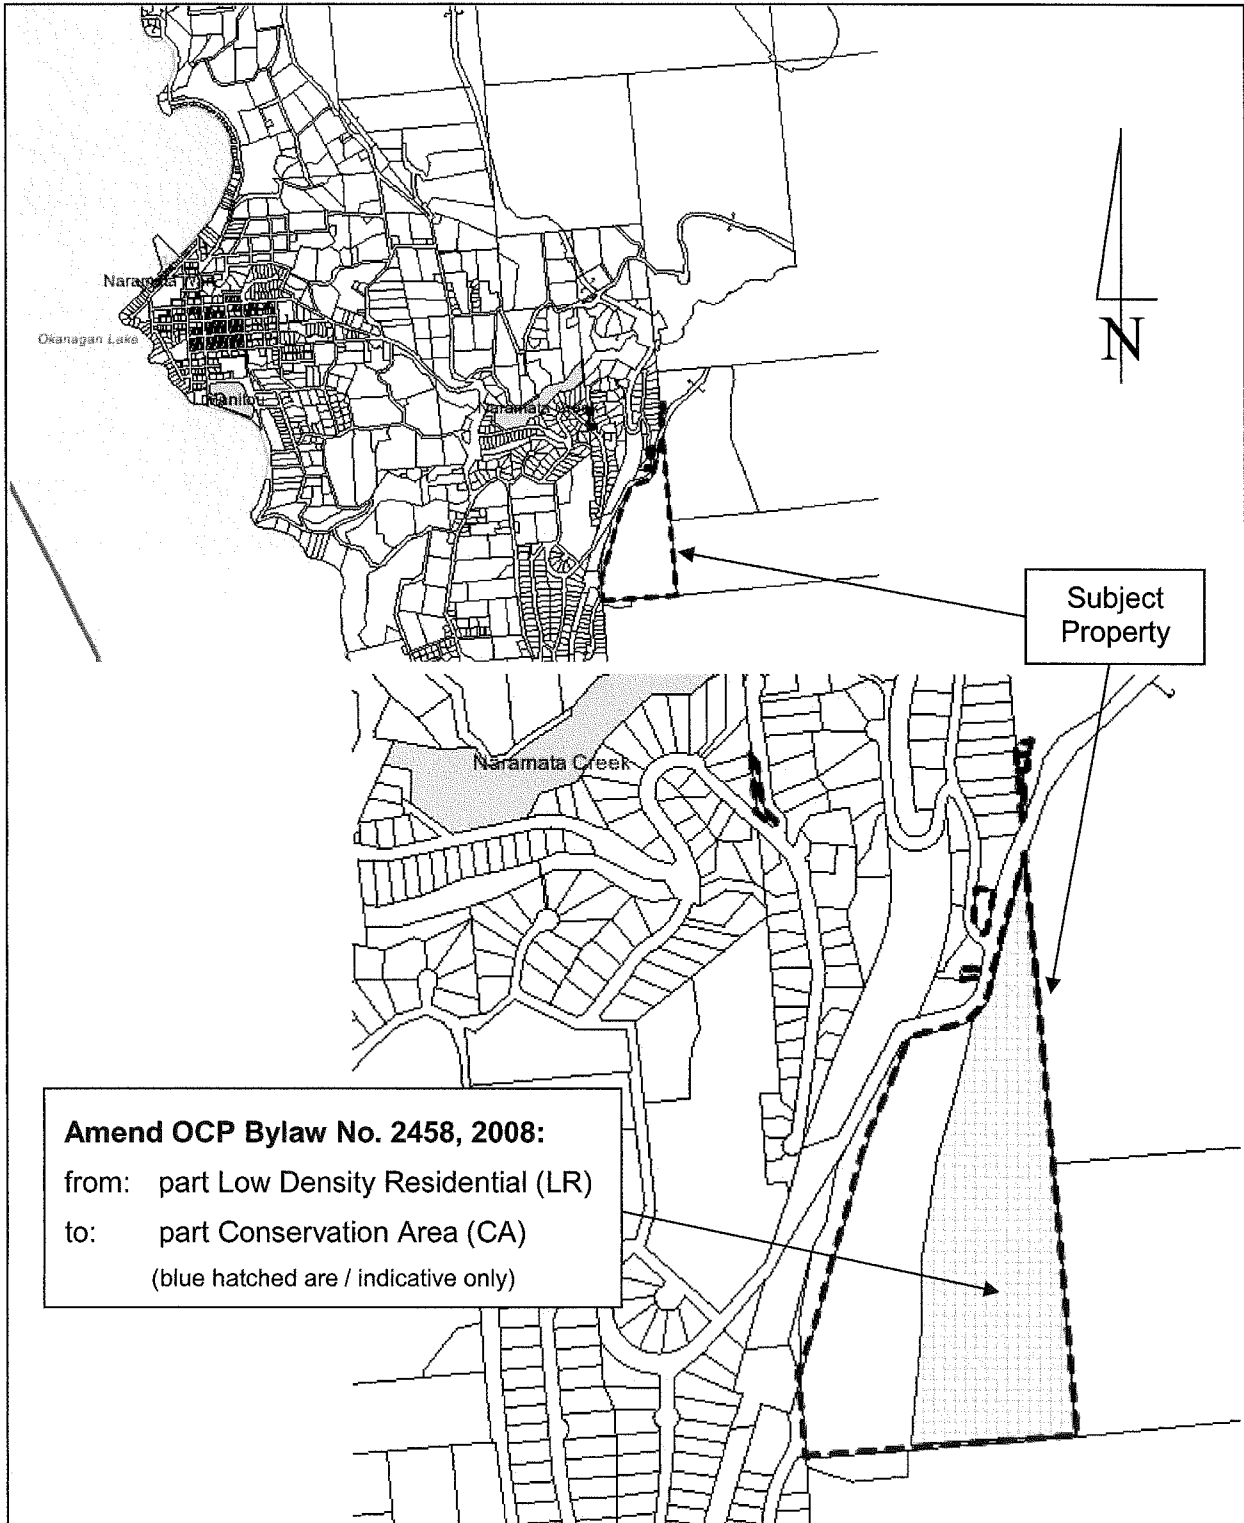 Naramata
Okanagan Lake
Manitou
Naramata Creek
N
Subject
Property
Naramata Creek
Amend OCP Bylaw No. 2458, 2008:
from: part Low Density Residential (LR)
to: part Conservation Area (CA)
(blue hatched are / indicative only)